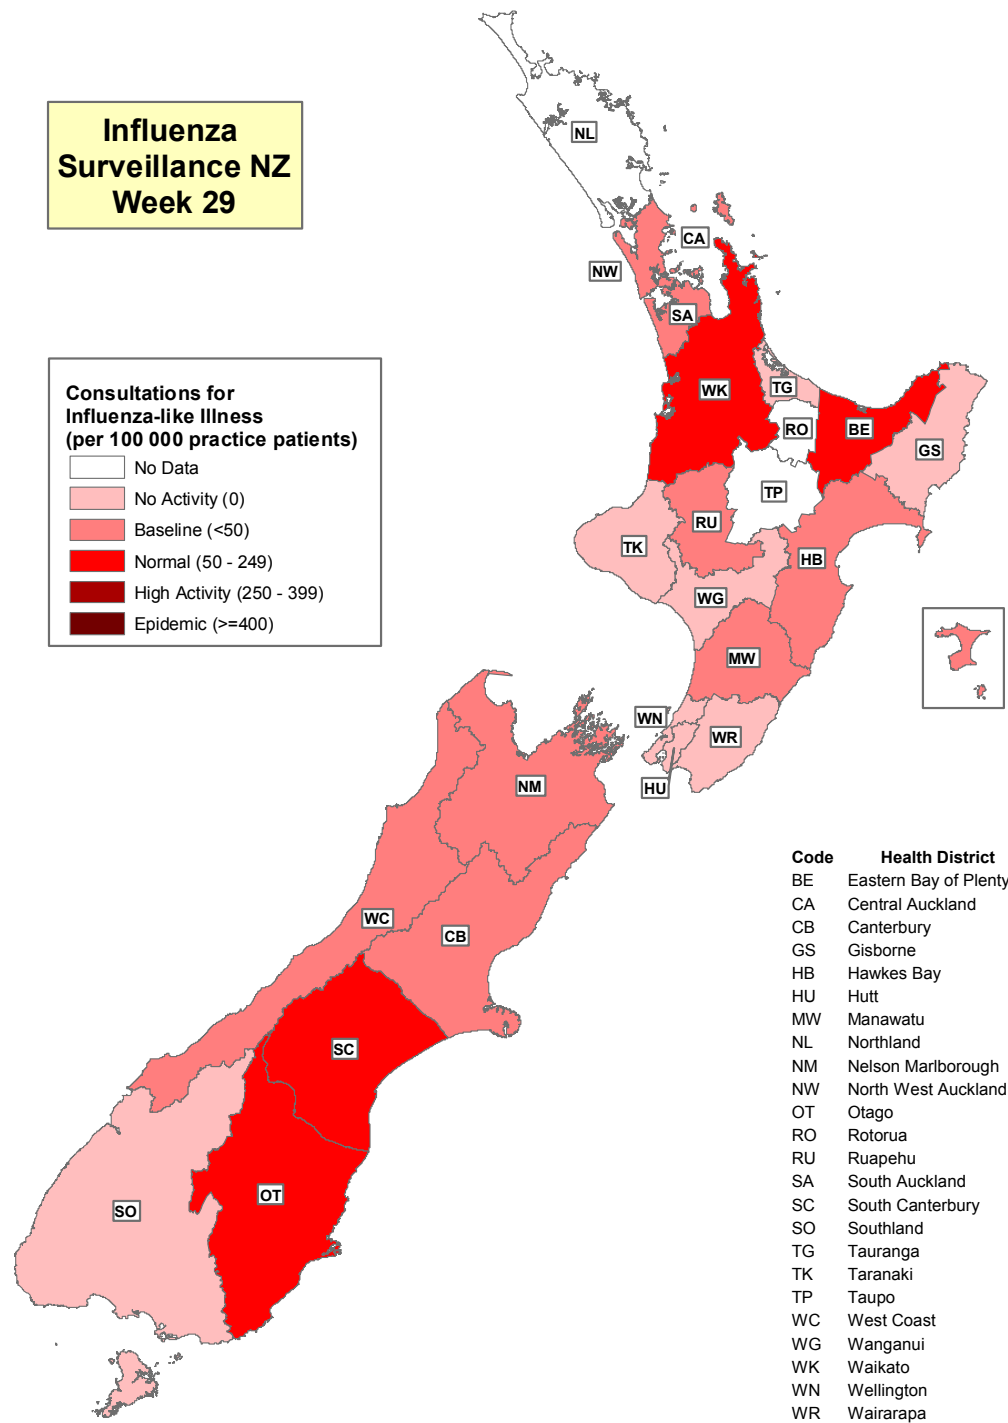 Influenza
Surveillance NZ
Week 29
Consultations for
Influenza-like Illness
(per 100 000 practice patients)
No Data
No Activity (0)
Baseline (<50)
Normal (50 - 249)
High Activity (250 - 399)
Epidemic (>=400)
NL
CA
NW
SA
WK
TG
RO
BE
GS
TP
RU
TK
HB
WG
MW
WN
WR
HU
NM
WC
CB
SC
OT
SO
Code Health District
BE Eastern Bay of Plenty
CA Central Auckland
CB Canterbury
GS Gisborne
HB Hawkes Bay
HU Hutt
MW Manawatu
NL Northland
NM Nelson Marlborough
NW North West Auckland
OT Otago
RO Rotorua
RU Ruapehu
SA South Auckland
SC South Canterbury
SO Southland
TG Tauranga
TK Taranaki
TP Taupo
WC West Coast
WG Wanganui
WK Waikato
WN Wellington
WR Wairarapa